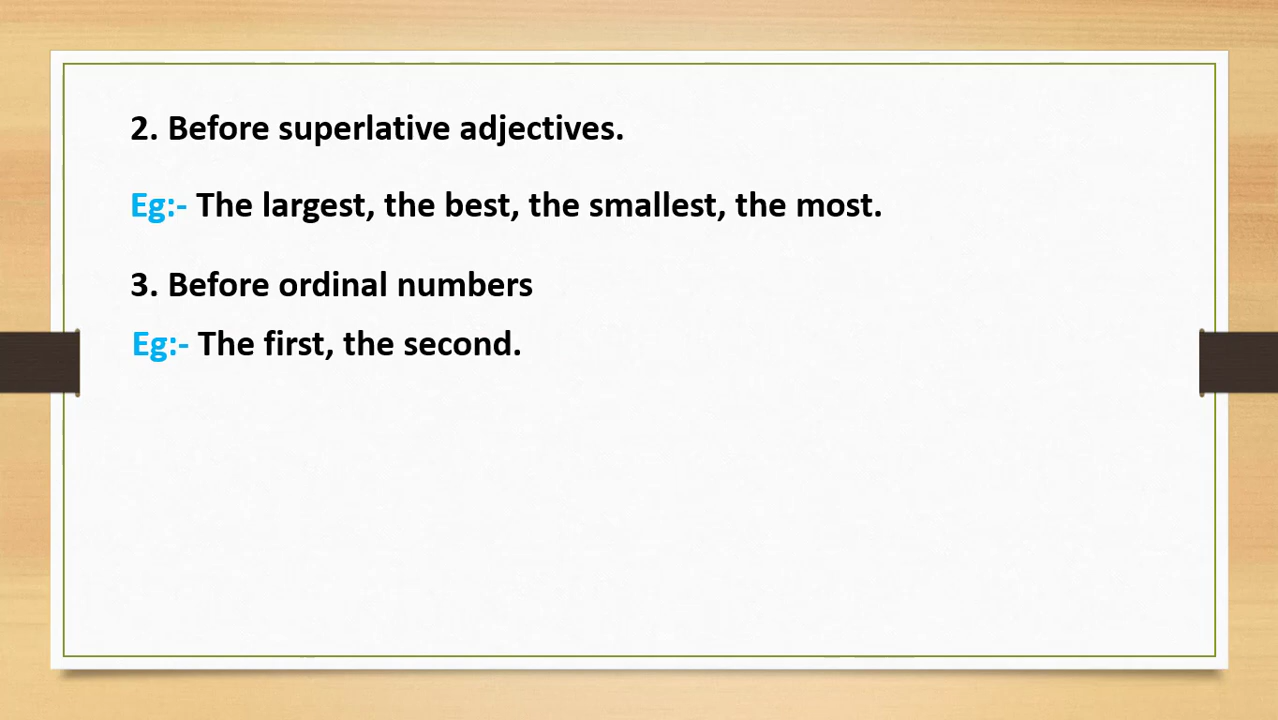 2. Before superlative adjectives.
Eg:- The largest, the best, the smallest, the most.
3. Before ordinal numbers
Eg:- The first, the second.